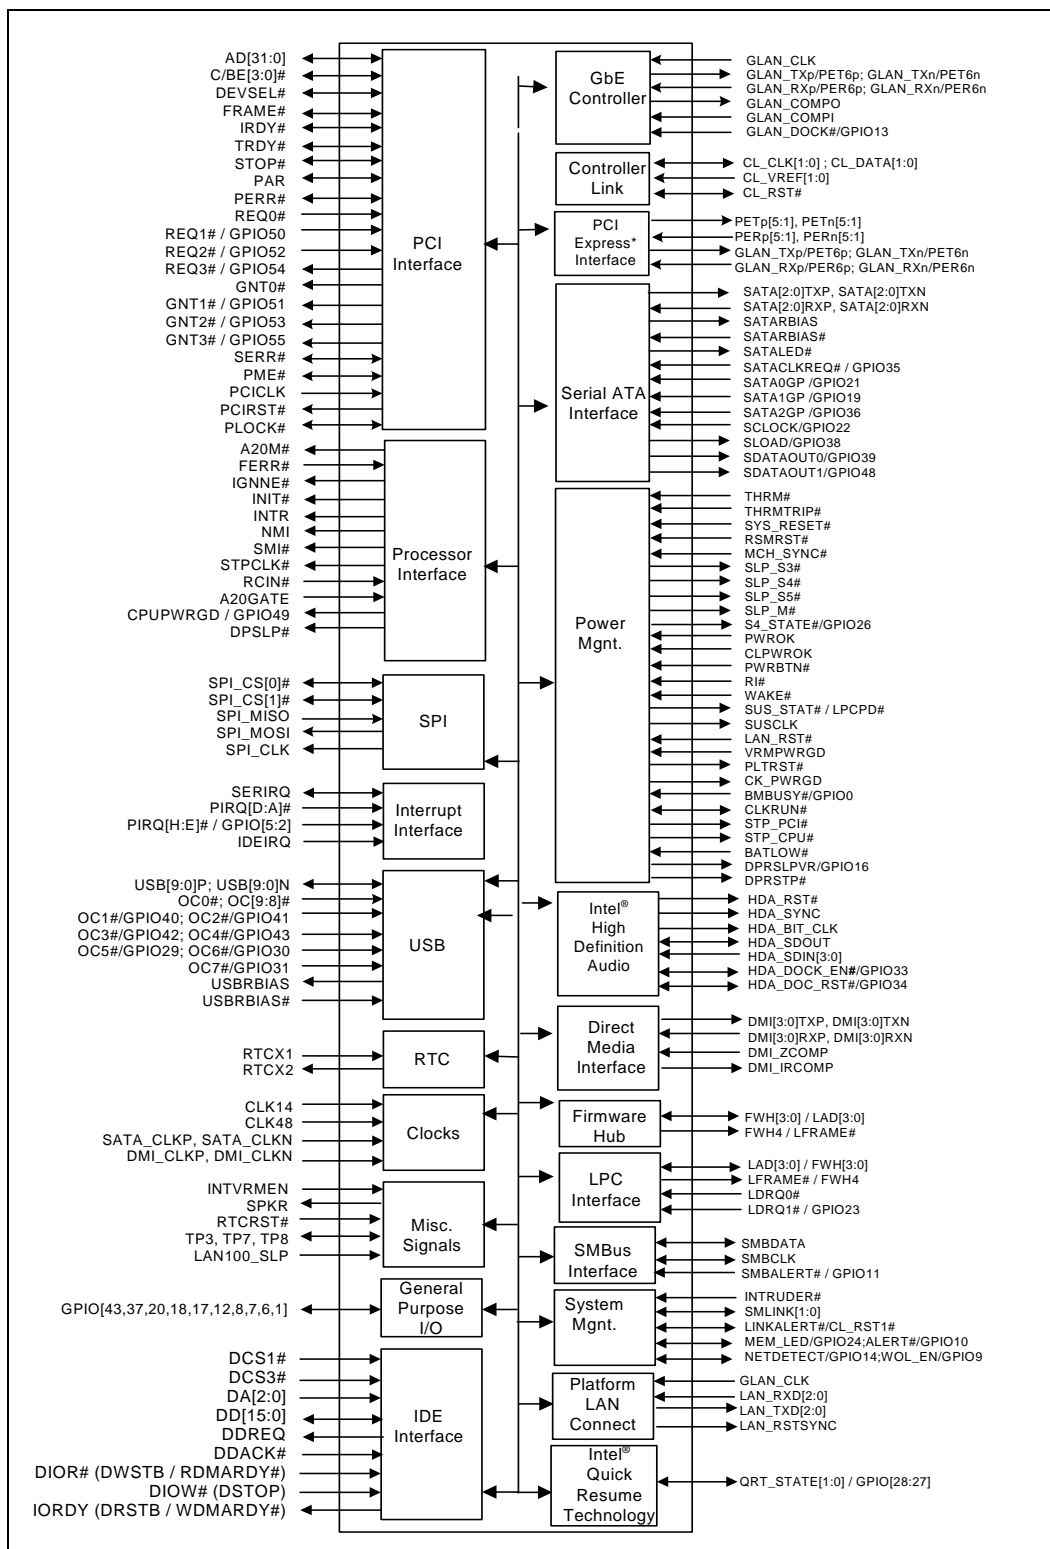 AD[31:0]
C/BE[3:0]#
DEVSEL#
FRAME#
IRDY#
TRDY#
STOP#
PAR
PERR#
REQ0#
REQ1# / GPIO50
REQ2# / GPIO52
REQ3# / GPIO54
GNT0#
GNT1# / GPIO51
GNT2# / GPIO53
GNT3# / GPIO55
SERR#
PME#
PCICLK
PCIRST#
PLOCK#
PCI
Interface
A20M#
FERR#
IGNNE#
INIT#
INTR
NMI
SMI#
STPCLK#
RCIN#
A20GATE
CPUPWRGD / GPIO49
DPSLP#
Processor
Interface
SPI_CS[0]#
SPI_CS[1]#
SPI_MISO
SPI_MOSI
SPI_CLK
SPI
SERIRQ
PIRQ[D:A]#
PIRQ[H:E]# / GPIO[5:2]
IDEIRQ
Interrupt
Interface
USB[9:0]P; USB[9:0]N
OC0#; OC[9:8]#
OC1#/GPIO40; OC2#/GPIO41
OC3#/GPIO42; OC4#/GPIO43
OC5#/GPIO29; OC6#/GPIO30
OC7#/GPIO31
USBRBIAS
USBRBIAS#
USB
RTCX1
RTCX2
RTC
CLK14
CLK48
SATA_CLKP, SATA_CLKN
DMI_CLKP, DMI_CLKN
Clocks
INTVRMEN
SPKR
RTCRST#
TP3, TP7, TP8
LAN100_SLP
Misc.
Signals
GPIO[43,37,20,18,17,12,8,7,6,1]
General
Purpose
I/O
DCS1#
DCS3#
DA[2:0]
DD[15:0]
DDREQ
DDACK#
DIOR# (DWSTB / RDMARDY#)
DIOW# (DSTOP)
IORDY (DRSTB / WDMARDY#)
IDE
Interface
GbE
Controller
GLAN_CLK
GLAN_TXp/PET6p; GLAN_TXn/PET6n
GLAN_RXp/PER6p; GLAN_RXn/PER6n
GLAN_COMPO
GLAN_COMPI
GLAN_DOCK#/GPIO13
Controller
Link
CL_CLK[1:0] ; CL_DATA[1:0]
CL_VREF[1:0]
CL_RST#
PCI
Express*
Interface
PETp[5:1], PETn[5:1]
PERp[5:1], PERn[5:1]
GLAN_TXp/PET6p; GLAN_TXn/PET6n
GLAN_RXp/PER6p; GLAN_RXn/PER6n
Serial ATA
Interface
SATA[2:0]TXP, SATA[2:0]TXN
SATA[2:0]RXP, SATA[2:0]RXN
SATARBIAS
SATARBIAS#
SATALED#
SATACLKREQ# / GPIO35
SATA0GP /GPIO21
SATA1GP /GPIO19
SATA2GP /GPIO36
SCLOCK/GPIO22
SLOAD/GPIO38
SDATAOUT0/GPIO39
SDATAOUT1/GPIO48
Power
Mgnt.
THRM#
THRMTRIP#
SYS_RESET#
RSMRST#
MCH_SYNC#
SLP_S3#
SLP_S4#
SLP_S5#
SLP_M#
S4_STATE#/GPIO26
PWROK
CLPWROK
PWRBTN#
RI#
WAKE#
SUS_STAT# / LPCPD#
SUSCLK
LAN_RST#
VRMPWRGD
PLTRST#
CK_PWRGD
BMBUSY#/GPIO0
CLKRUN#
STP_PCI#
STP_CPU#
BATLOW#
DPRSLPVR/GPIO16
DPRSTP#
Intel®
High
Definition
Audio
HDA_RST#
HDA_SYNC
HDA_BIT_CLK
HDA_SDOUT
HDA_SDIN[3:0]
HDA_DOCK_EN#/GPIO33
HDA_DOC_RST#/GPIO34
Direct
Media
Interface
DMI[3:0]TXP, DMI[3:0]TXN
DMI[3:0]RXP, DMI[3:0]RXN
DMI_ZCOMP
DMI_IRCOMP
Firmware
Hub
FWH[3:0] / LAD[3:0]
FWH4 / LFRAME#
LPC
Interface
LAD[3:0] / FWH[3:0]
LFRAME# / FWH4
LDRQ0#
LDRQ1# / GPIO23
SMBus
Interface
SMBDATA
SMBCLK
SMBALERT# / GPIO11
System
Mgnt.
INTRUDER#
SMLINK[1:0]
LINKALERT#/CL_RST1#
MEM_LED/GPIO24;ALERT#/GPIO10
NETDETECT/GPIO14;WOL_EN/GPIO9
Platform
LAN
Connect
GLAN_CLK
LAN_RXD[2:0]
LAN_TXD[2:0]
LAN_RSTSYNC
Intel®
Quick
Resume
Technology
QRT_STATE[1:0] / GPIO[28:27]